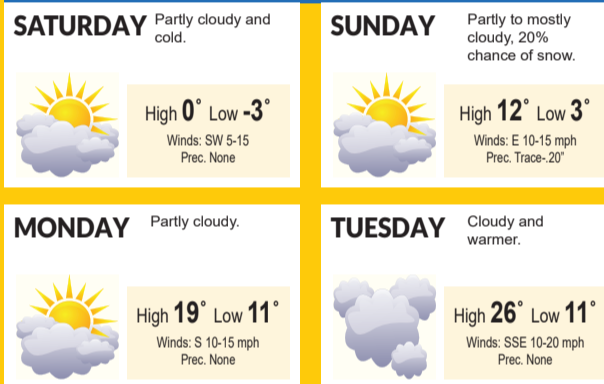 SATURDAY
Partly cloudy and
cold.
High 0° Low -3°
Winds: SW 5-15
Prec. None
SUNDAY
Partly to mostly
cloudy, 20%
chance of snow.
High 12° Low 3°
Winds: E 10-15 mph
Prec. Trace-.20"
MONDAY
Partly cloudy.
High 19° Low 11°
Winds: S 10-15 mph
Prec. None
TUESDAY
Cloudy and
warmer.
High 26° Low 11°
Winds: SSE 10-20 mph
Prec. None